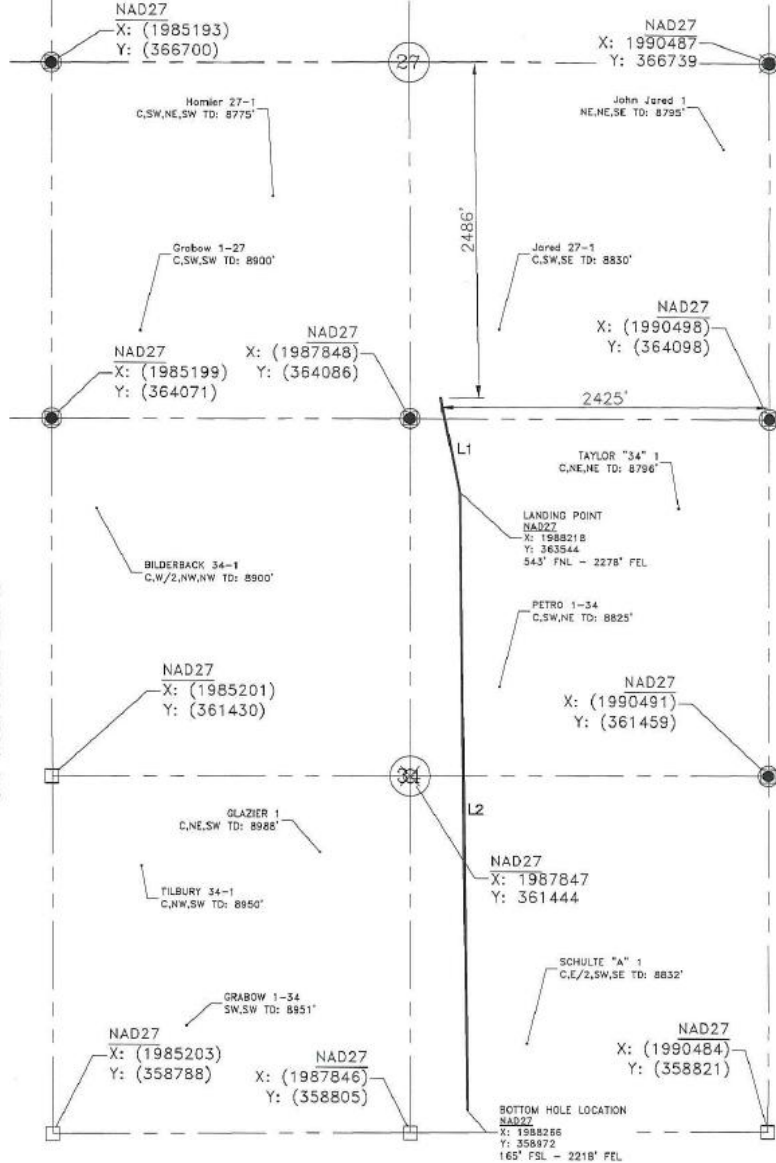 NAD27
X: (1985193)
Y: (366700)
27
NAD27
X: 1990487
Y: 366739
Homier 27-1
C,SW,NE,SW TD: 8775'
John Jared 1
NE,NE,SE TD: 8795'
2486'
Grabow 1-27
C,SW,SW TD: 8900'
Jared 27-1
C,SW,SE TD: 8830'
NAD27
X: (1985199)
Y: (364071)
NAD27
X: (1987848)
Y: (364086)
NAD27
X: (1990498)
Y: (364098)
2425'
L1
TAYLOR "34" 1
C,NE,NE TD: 8796'
LANDING POINT
NAD27
X: 1988218
Y: 363544
543' FNL - 2278' FEL
BILDERBACK 34-1
C,W/2,NW,NW TD: 8900'
PETRO 1-34
C,SW,NE TD: 8825'
NAD27
X: (1985201)
Y: (361430)
NAD27
X: (1990491)
Y: (361459)
34
GLAZIER 1
C,NE,SW TD: 8988'
L2
NAD27
X: 1987847
Y: 361444
TILBURY 34-1
C,NW,SW TD: 8950'
SCHULTE "A" 1
C,E/2,SW,SE TD: 8832'
GRABOW 1-34
SW,SW TD: 8951'
NAD27
X: (1985203)
Y: (358788)
NAD27
X: (1987846)
Y: (358805)
NAD27
X: (1990484)
Y: (358821)
BOTTOM HOLE LOCATION
NAD27
X: 1988266
Y: 358972
165' FSL - 2218' FEL